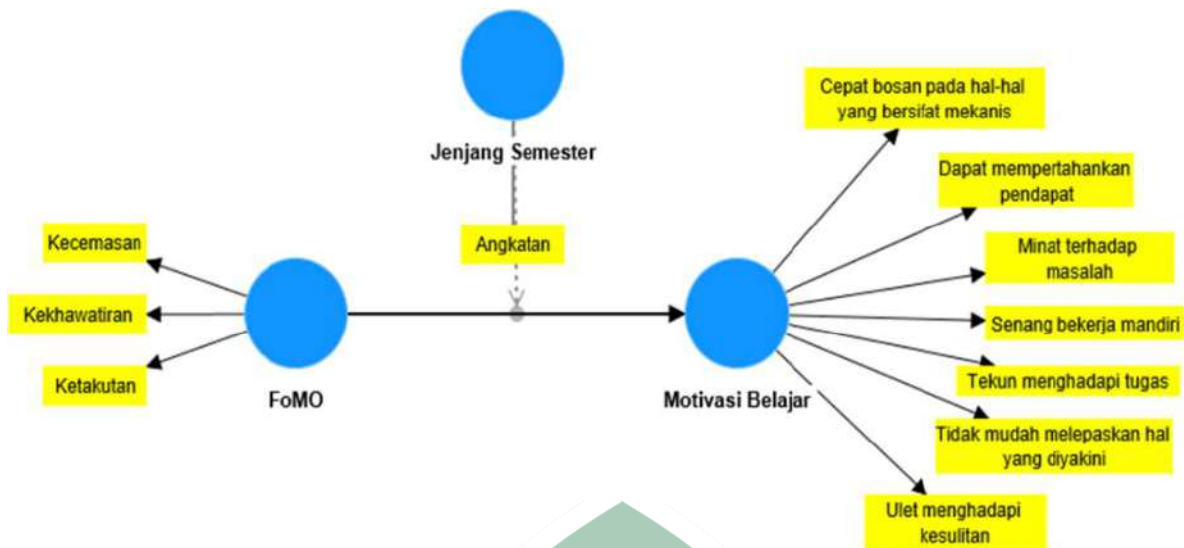 Cepat bosan pada hal-hal
yang bersifat mekanis
Jenjang Semester
Dapat mempertahankan
pendapat
Kecemasan
Angkatan
Minat terhadap
masalah
Kekhawatiran
Senang bekerja mandiri
Ketakutan
Tekun menghadapi tugas
FoMO
Motivasi Belajar
Tidak mudah melepaskan hal
yang diyakini
Ulet menghadapi
kesulitan